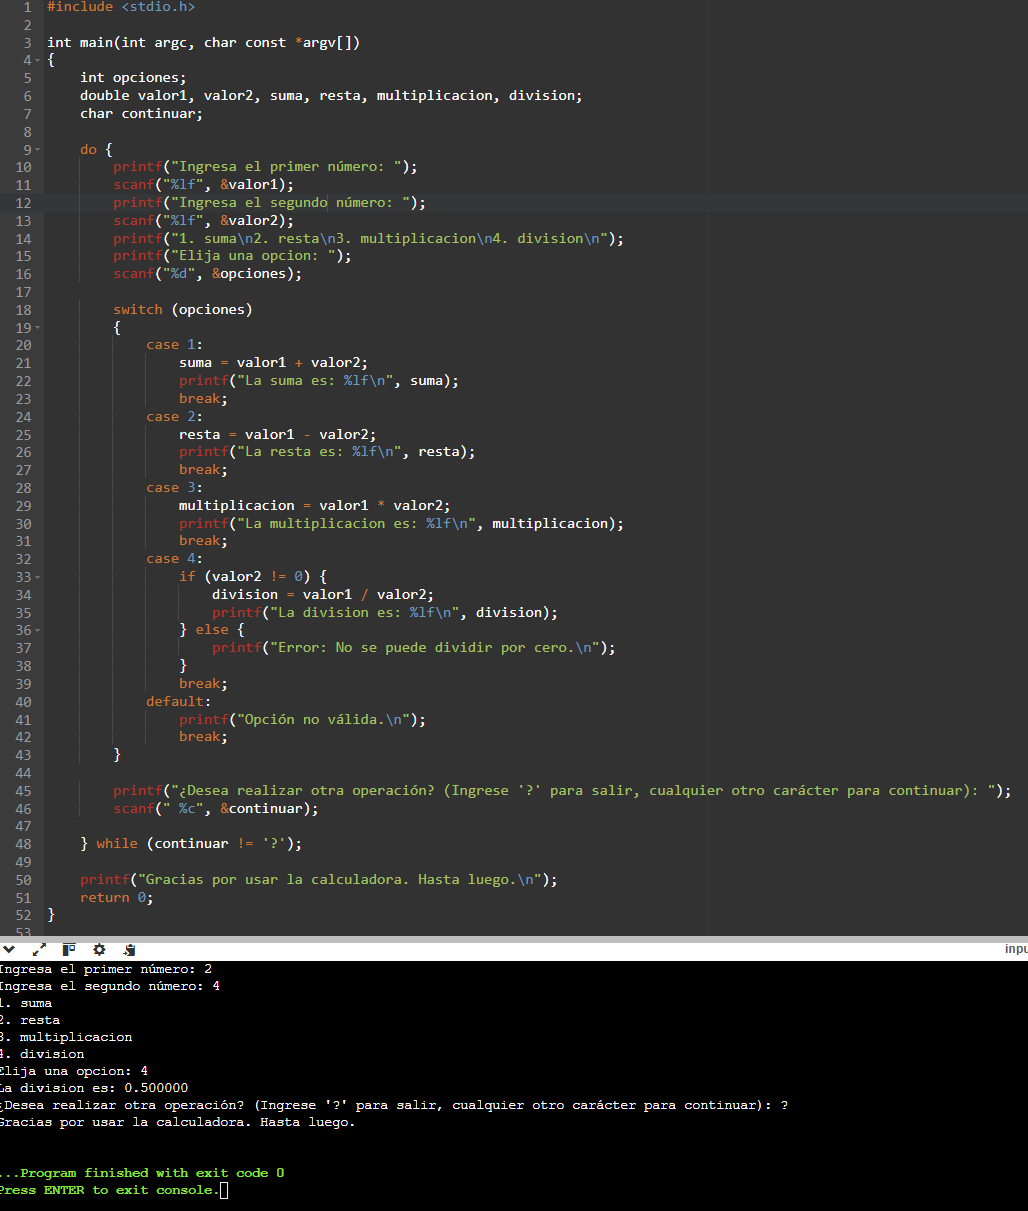 1 #include <stdio.h>
2
3 int main(int argc, char const *argv[])
4 {
5     int opciones;
6     double valor1, valor2, suma, resta, multiplicacion, division;
7     char continuar;
8
9     do {
10         printf("Ingresa el primer número: ");
11         scanf("%lf", &valor1);
12         printf("Ingresa el segundo número: ");
13         scanf("%lf", &valor2);
14         printf("1. suma\n2. resta\n3. multiplicacion\n4. division\n");
15         printf("Elija una opcion: ");
16         scanf("%d", &opciones);
17
18         switch (opciones)
19         {
20             case 1:
21                 suma = valor1 + valor2;
22                 printf("La suma es: %lf\n", suma);
23                 break;
24             case 2:
25                 resta = valor1 - valor2;
26                 printf("La resta es: %lf\n", resta);
27                 break;
28             case 3:
29                 multiplicacion = valor1 * valor2;
30                 printf("La multiplicacion es: %lf\n", multiplicacion);
31                 break;
32             case 4:
33                 if (valor2 != 0) {
34                     division = valor1 / valor2;
35                     printf("La division es: %lf\n", division);
36                 } else {
37                     printf("Error: No se puede dividir por cero.\n");
38                 }
39                 break;
40             default:
41                 printf("Opción no válida.\n");
42                 break;
43         }
44
45         printf("¿Desea realizar otra operación? (Ingrese '?' para salir, cualquier otro carácter para continuar): ");
46         scanf(" %c", &continuar);
47
48     } while (continuar != '?');
49
50     printf("Gracias por usar la calculadora. Hasta luego.\n");
51     return 0;
52 }
53
inpu
Ingresa el primer número: 2
Ingresa el segundo número: 4
1. suma
2. resta
3. multiplicacion
4. division
Elija una opcion: 4
La division es: 0.500000
¿Desea realizar otra operación? (Ingrese '?' para salir, cualquier otro carácter para continuar): ?
Gracias por usar la calculadora. Hasta luego.
...Program finished with exit code 0
Press ENTER to exit console.